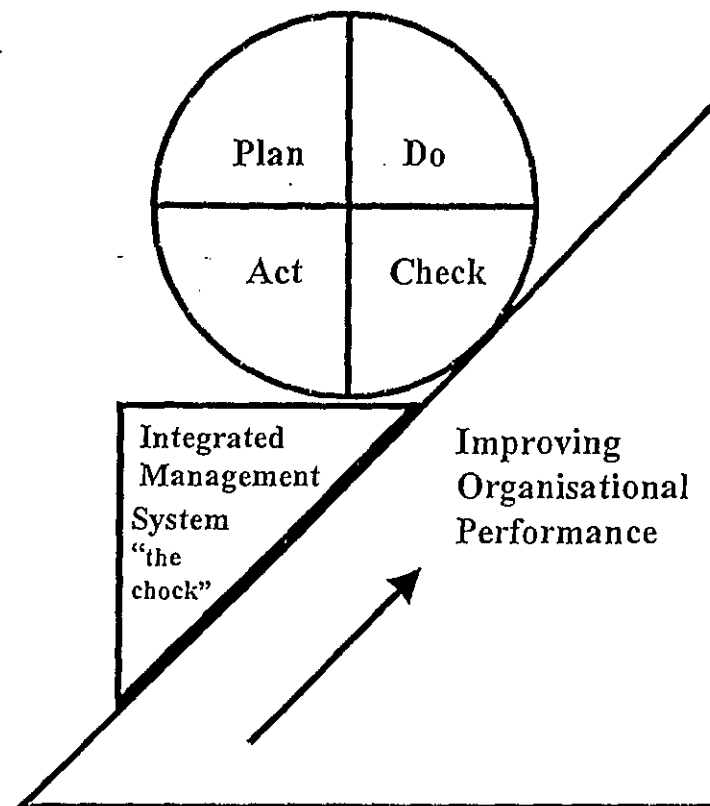 Plan
Do
Act
Check
Integrated
Management
System
“the
chock”
Improving
Organisational
Performance